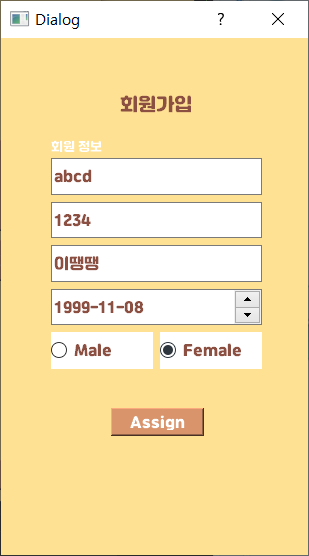 Dialog
회원가입
회원 정보
abcd
1234
이땡땡
1999-11-08
Male Female
Assign